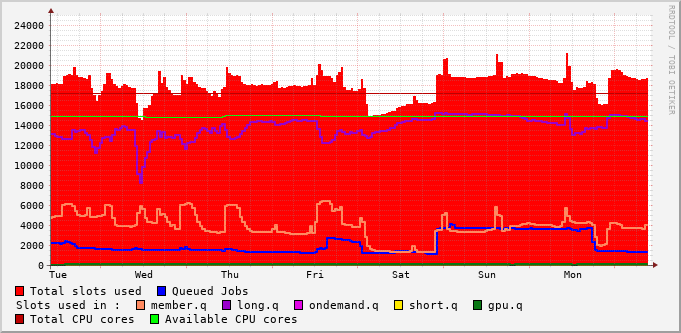 RRDTOOL / TOBI OETIKER
24000
22000
20000
18000
16000
14000
12000
10000
8000
6000
4000
2000
0
Tue Wed Thu Fri Sat Sun Mon
Total slots used Queued Jobs
Slots used in : member.q long.q ondemand.q short.q gpu.q
Total CPU cores Available CPU cores